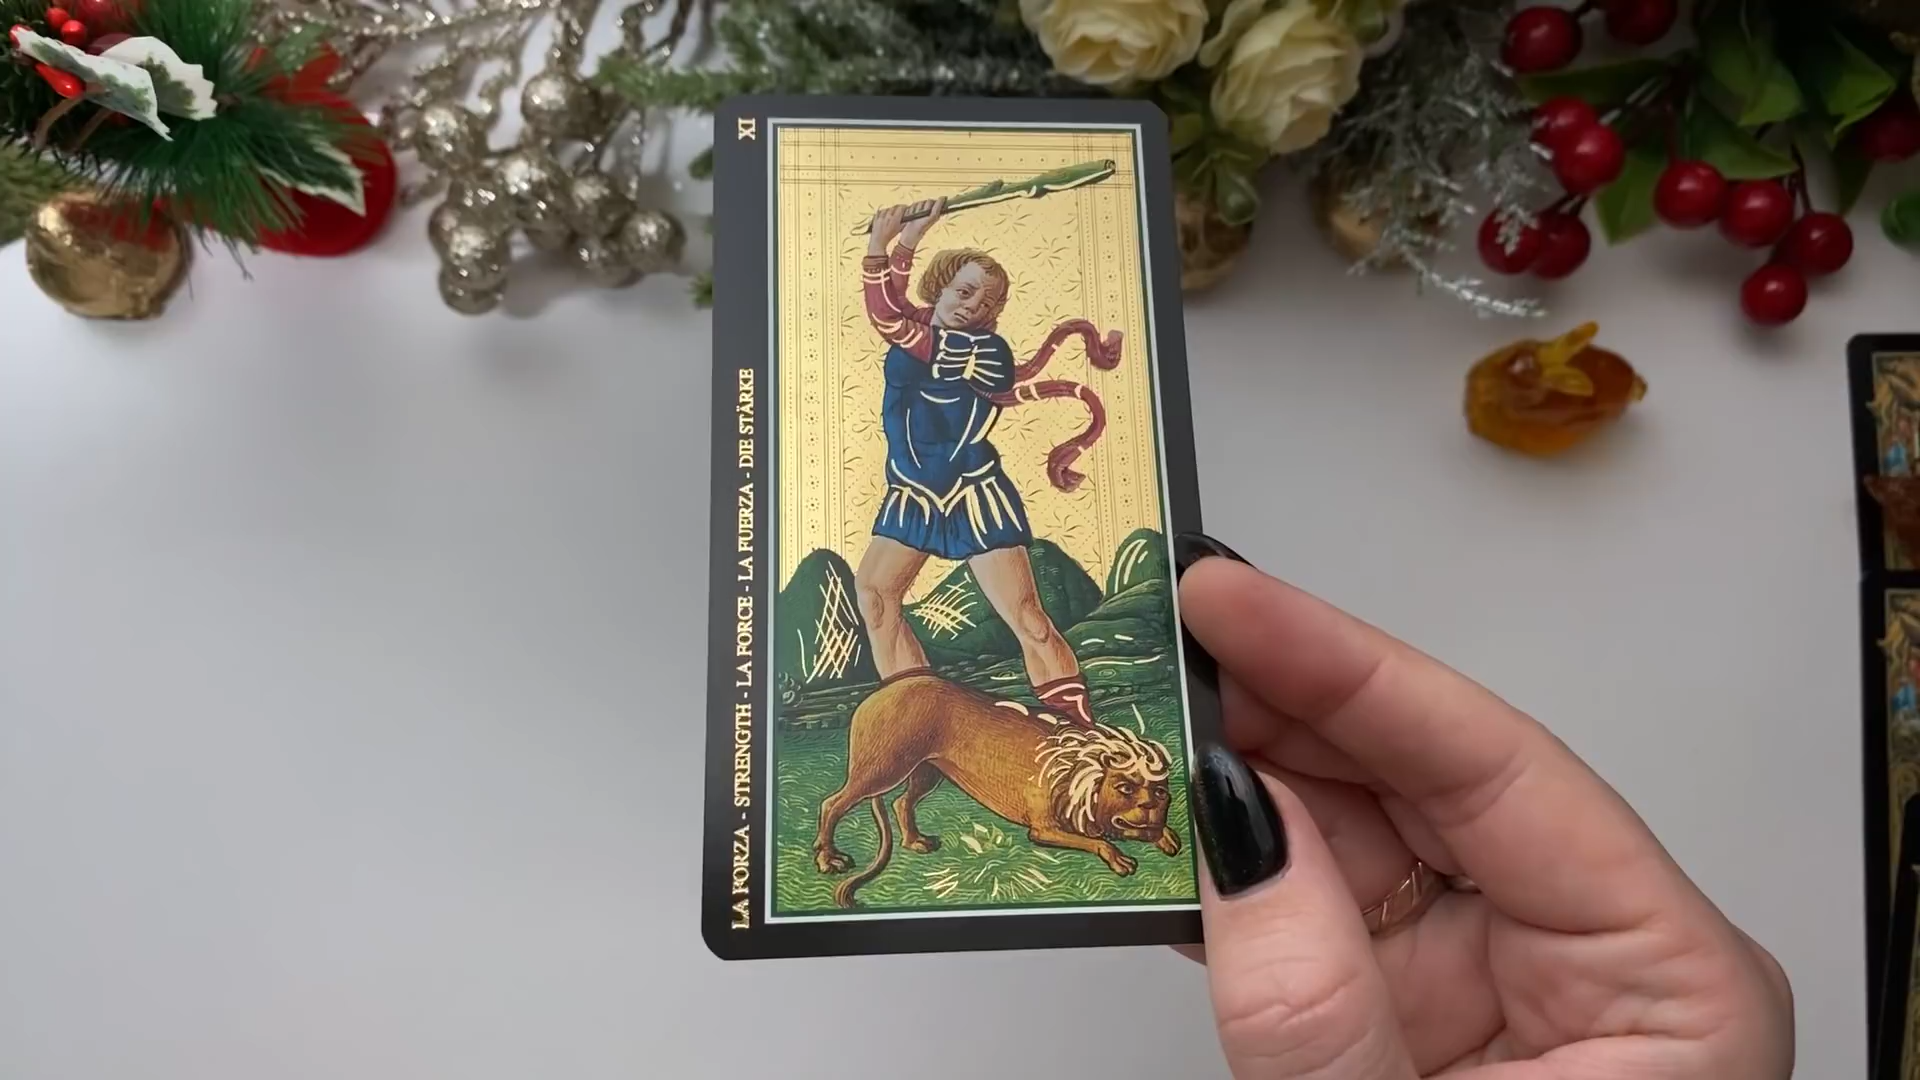 XI
LA FORZA - STRENGTH - LA FORCE - LA FUERZA - DIE STÄRKE